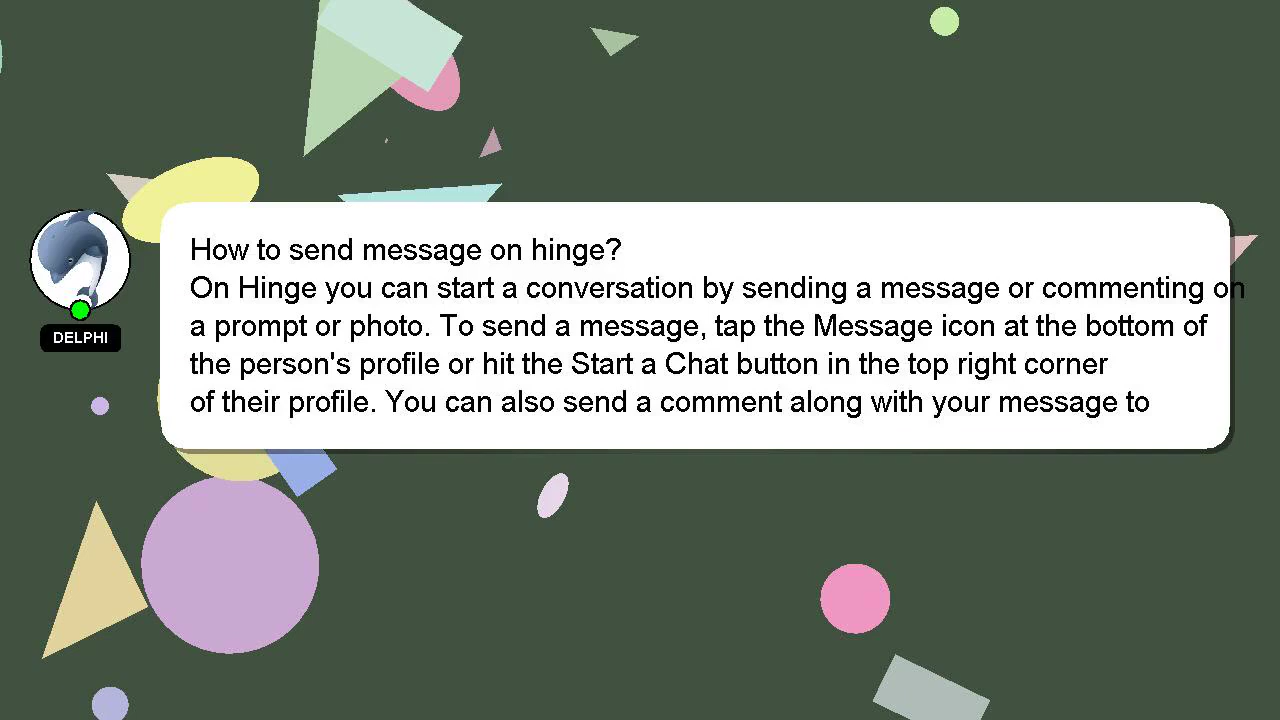 How to send message on hinge?
On Hinge you can start a conversation by sending a message or commenting on
a prompt or photo. To send a message, tap the Message icon at the bottom of
the person's profile or hit the Start a Chat button in the top right corner
of their profile. You can also send a comment along with your message to
DELPHI